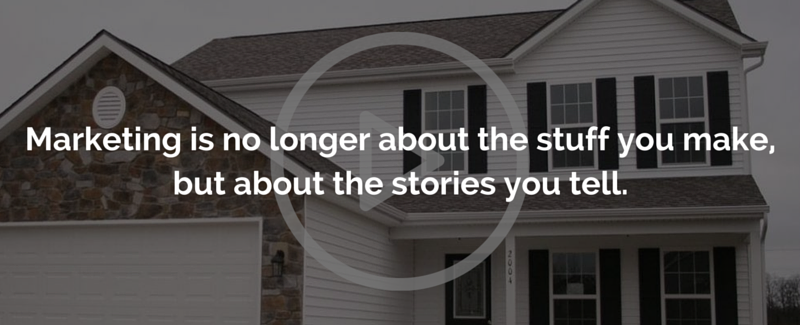 Marketing is no longer about the stuff you make,
but about the stories you tell.
2004